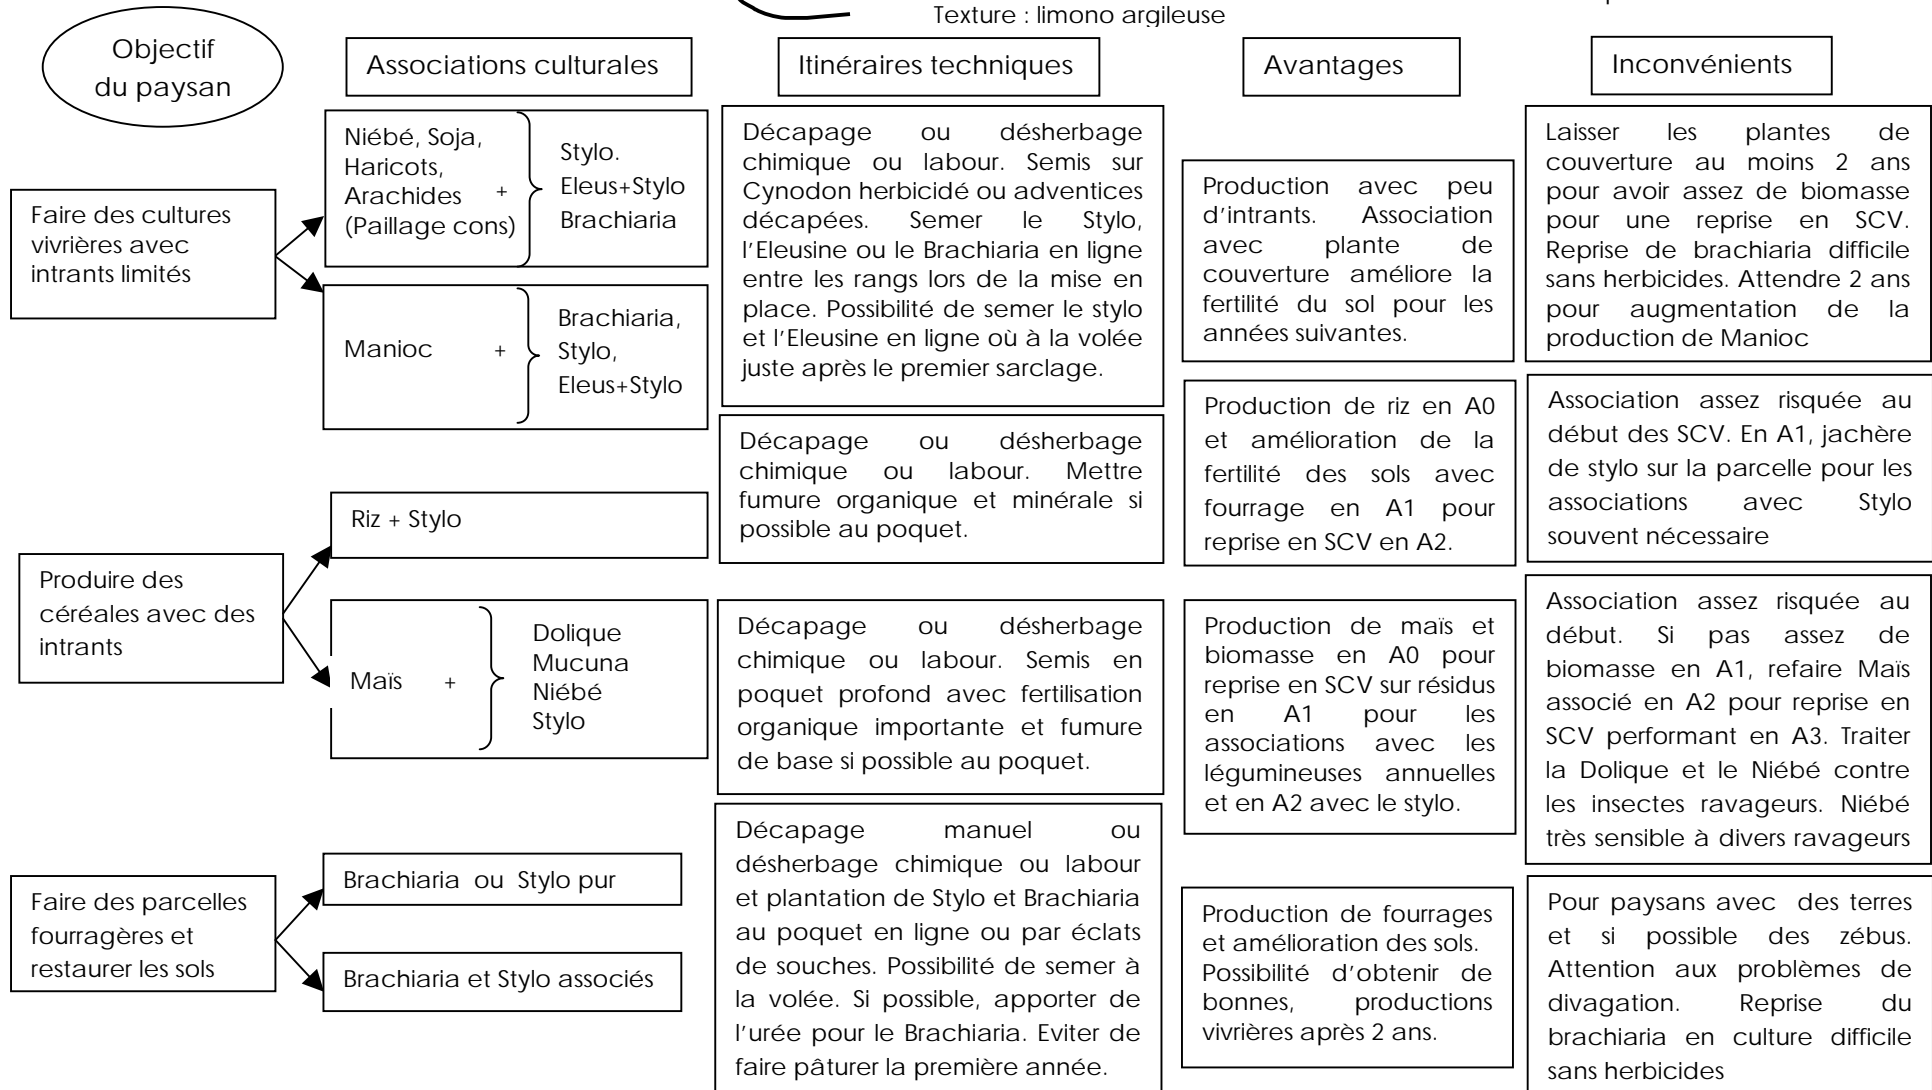 Texture : limono argileuse
Objectif
du paysan
Associations culturales
Itinéraires techniques
Avantages
Inconvénients
Faire des cultures
vivrières avec
intrants limités
Niébé, Soja,
Haricots,
Arachides +
(Paillage cons)
Stylo.
Eleus+Stylo
Brachiaria
Manioc +
Brachiaria,
Stylo,
Eleus+Stylo
Décapage ou désherbage
chimique ou labour. Semis sur
Cynodon herbicidé ou adventices
décapées. Semer le Stylo,
l'Eleusine ou le Brachiaria en ligne
entre les rangs lors de la mise en
place. Possibilité de semer le stylo
et l'Eleusine en ligne où à la volée
juste après le premier sarclage.
Production avec peu
d'intrants. Association
avec plante de
couverture améliore la
fertilité du sol pour les
années suivantes.
Laisser les plantes de
couverture au moins 2 ans
pour avoir assez de biomasse
pour une reprise en SCV.
Reprise de brachiaria difficile
sans herbicides. Attendre 2 ans
pour augmentation de la
production de Manioc
Produire des
céréales avec des
intrants
Riz + Stylo
Décapage ou désherbage
chimique ou labour. Mettre
fumure organique et minérale si
possible au poquet.
Production de riz en A0
et amélioration de la
fertilité des sols avec
fourrage en A1 pour
reprise en SCV en A2.
Association assez risquée au
début des SCV. En A1, jachère
de stylo sur la parcelle pour les
associations avec Stylo
souvent nécessaire
Maïs +
Dolique
Mucuna
Niébé
Stylo
Décapage ou désherbage
chimique ou labour. Semis en
poquet profond avec fertilisation
organique importante et fumure
de base si possible au poquet.
Production de maïs et
biomasse en A0 pour
reprise en SCV sur résidus
en A1 pour les
associations avec les
légumineuses annuelles
et en A2 avec le stylo.
Association assez risquée au
début. Si pas assez de
biomasse en A1, refaire Maïs
associé en A2 pour reprise en
SCV performant en A3. Traiter
la Dolique et le Niébé contre
les insectes ravageurs. Niébé
très sensible à divers ravageurs
Faire des parcelles
fourragères et
restaurer les sols
Brachiaria ou Stylo pur
Brachiaria et Stylo associés
Décapage manuel ou
désherbage chimique ou labour
et plantation de Stylo et Brachiaria
au poquet en ligne ou par éclats
de souches. Possibilité de semer à
la volée. Si possible, apporter de
l'urée pour le Brachiaria. Eviter de
faire pâturer la première année.
Production de fourrages
et amélioration des sols.
Possibilité d'obtenir de
bonnes, productions
vivrières après 2 ans.
Pour paysans avec des terres
et si possible des zébus.
Attention aux problèmes de
divagation. Reprise du
brachiaria en culture difficile
sans herbicides